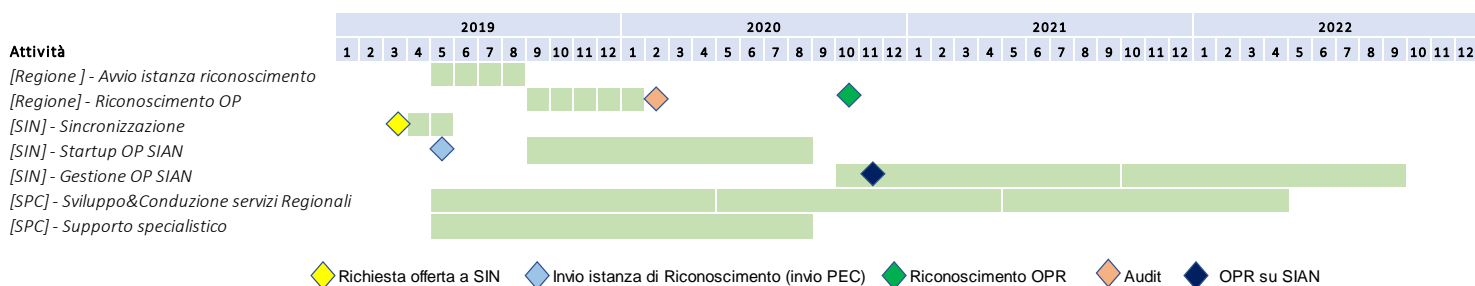 2019 2020 2021 2022
Attività 1 2 3 4 5 6 7 8 9 10 11 12 1 2 3 4 5 6 7 8 9 10 11 12 1 2 3 4 5 6 7 8 9 10 11 12 1 2 3 4 5 6 7 8 9 10 11 12
[Regione ] - Avvio istanza riconoscimento
[Regione] - Riconoscimento OP
[SIN] - Sincronizzazione
[SIN] - Startup OP SIAN
[SIN] - Gestione OP SIAN
[SPC] - Sviluppo&Conduzione servizi Regionali
[SPC] - Supporto specialistico
Richiesta offerta a SIN Invio istanza di Riconoscimento (invio PEC) Riconoscimento OPR Audit OPR su SIAN